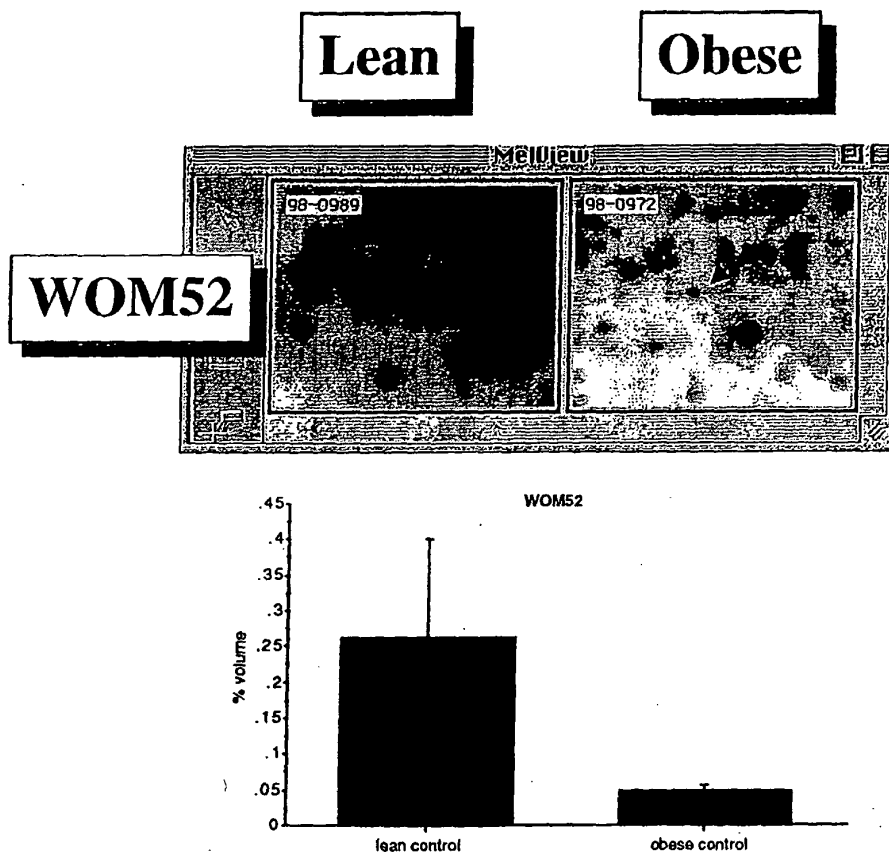 Lean
Obese
MelView
98-0989
98-0972
WOM52
WOM52
.45
.4
.35
.3
.25
.2
.15
.1
.05
0
% volume
lean control
obese control